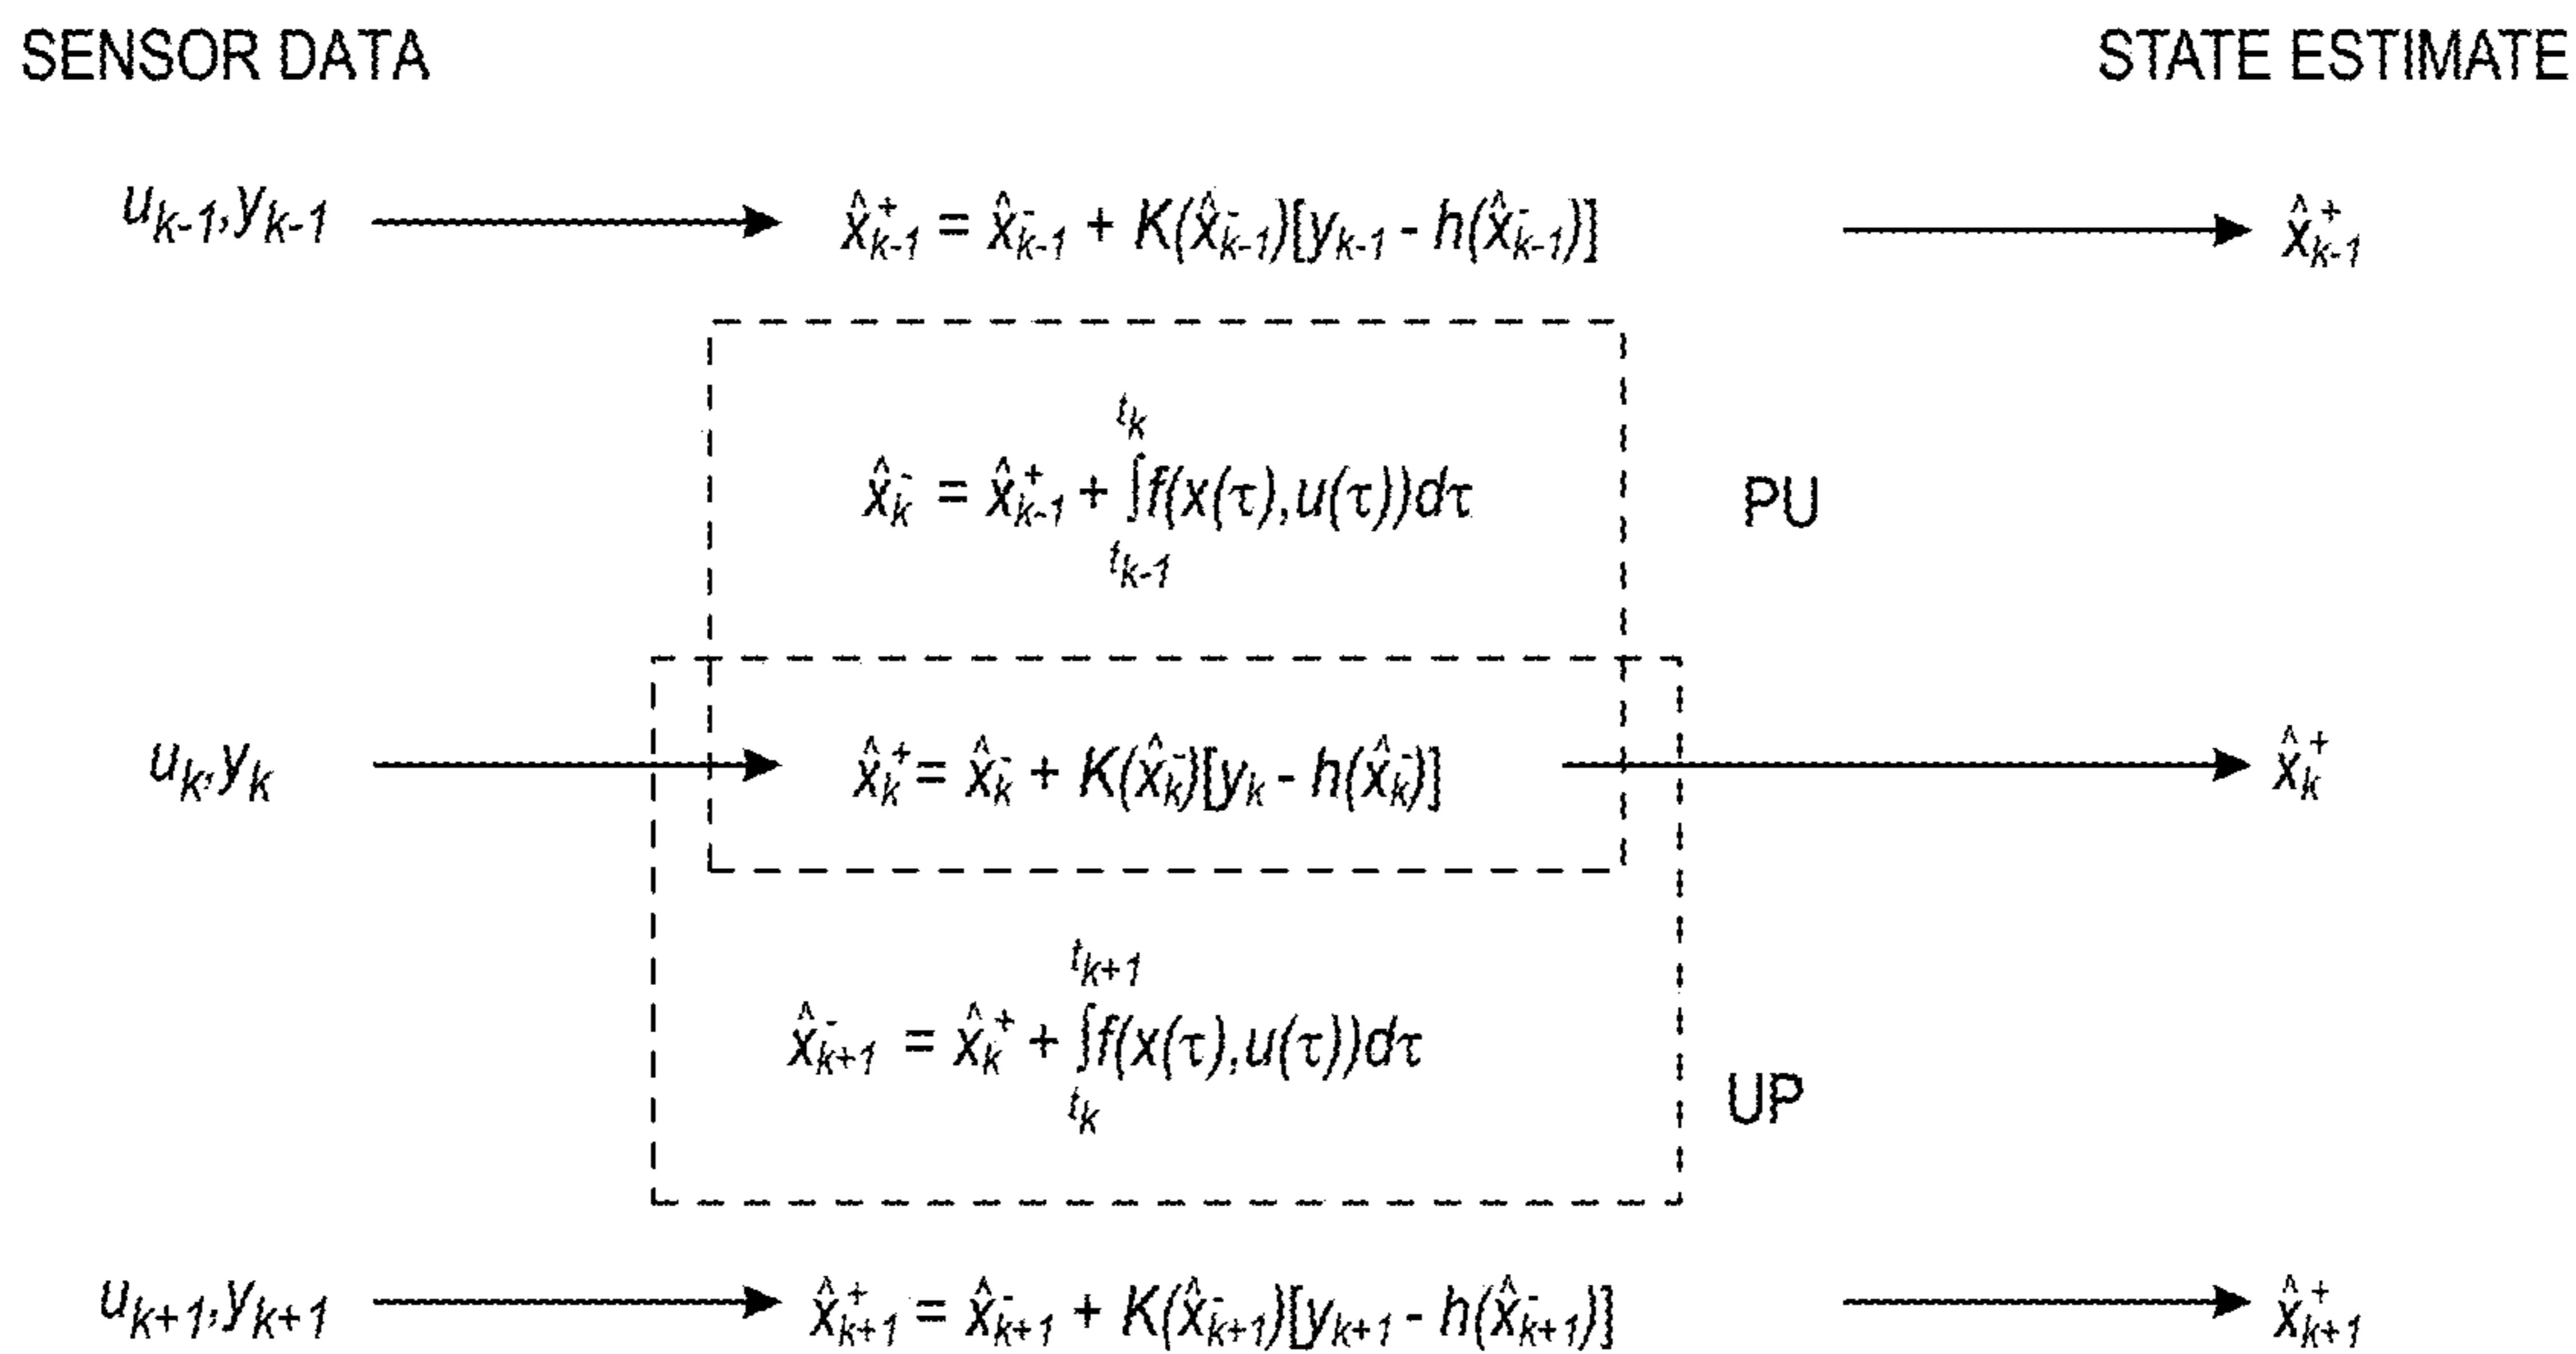 SENSOR DATA STATE ESTIMATE
u_{k-1},y_{k-1} x̂⁺_{k-1} = x̂⁻_{k-1} + K(x̂⁻_{k-1})[y_{k-1} - h(x̂⁻_{k-1})] x̂⁺_{k-1}
t_k
x̂⁻_k = x̂⁺_{k-1} + ∫f(x(τ),u(τ))dτ PU
t_{k-1}
u_k,y_k x̂⁺_k = x̂⁻_k + K(x̂⁻_k)[y_k - h(x̂⁻_k)] x̂⁺_k
t_{k+1}
x̂⁻_{k+1} = x̂⁺_k + ∫f(x(τ),u(τ))dτ
t_k
UP
u_{k+1},y_{k+1} x̂⁺_{k+1} = x̂⁻_{k+1} + K(x̂⁻_{k+1})[y_{k+1} - h(x̂⁻_{k+1})] x̂⁺_{k+1}